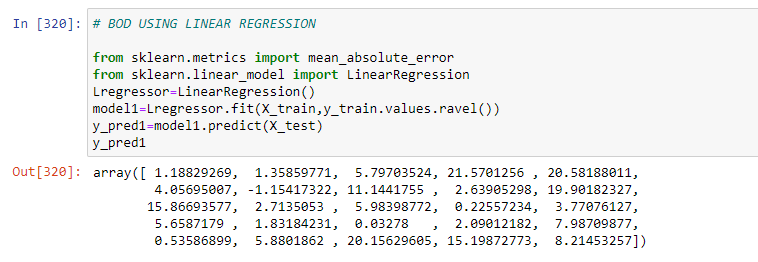 In [320]: # BOD USING LINEAR REGRESSION
from sklearn.metrics import mean_absolute_error
from sklearn.linear_model import LinearRegression
Lregressor=LinearRegression()
model1=Lregressor.fit(X_train,y_train.values.ravel())
y_pred1=model1.predict(X_test)
y_pred1
Out[320]: array([ 1.18829269,  1.35859771,  5.79703524, 21.5701256 , 20.58188011,
        4.05695007, -1.15417322, 11.1441755 ,  2.63905298, 19.90182327,
       15.86693577,  2.7135053 ,  5.98398772,  0.22557234,  3.77076127,
        5.6587179 ,  1.83184231,  0.03278   ,  2.09012182,  7.98709877,
        0.53586899,  5.8801862 , 20.15629605, 15.19872773,  8.21453257])